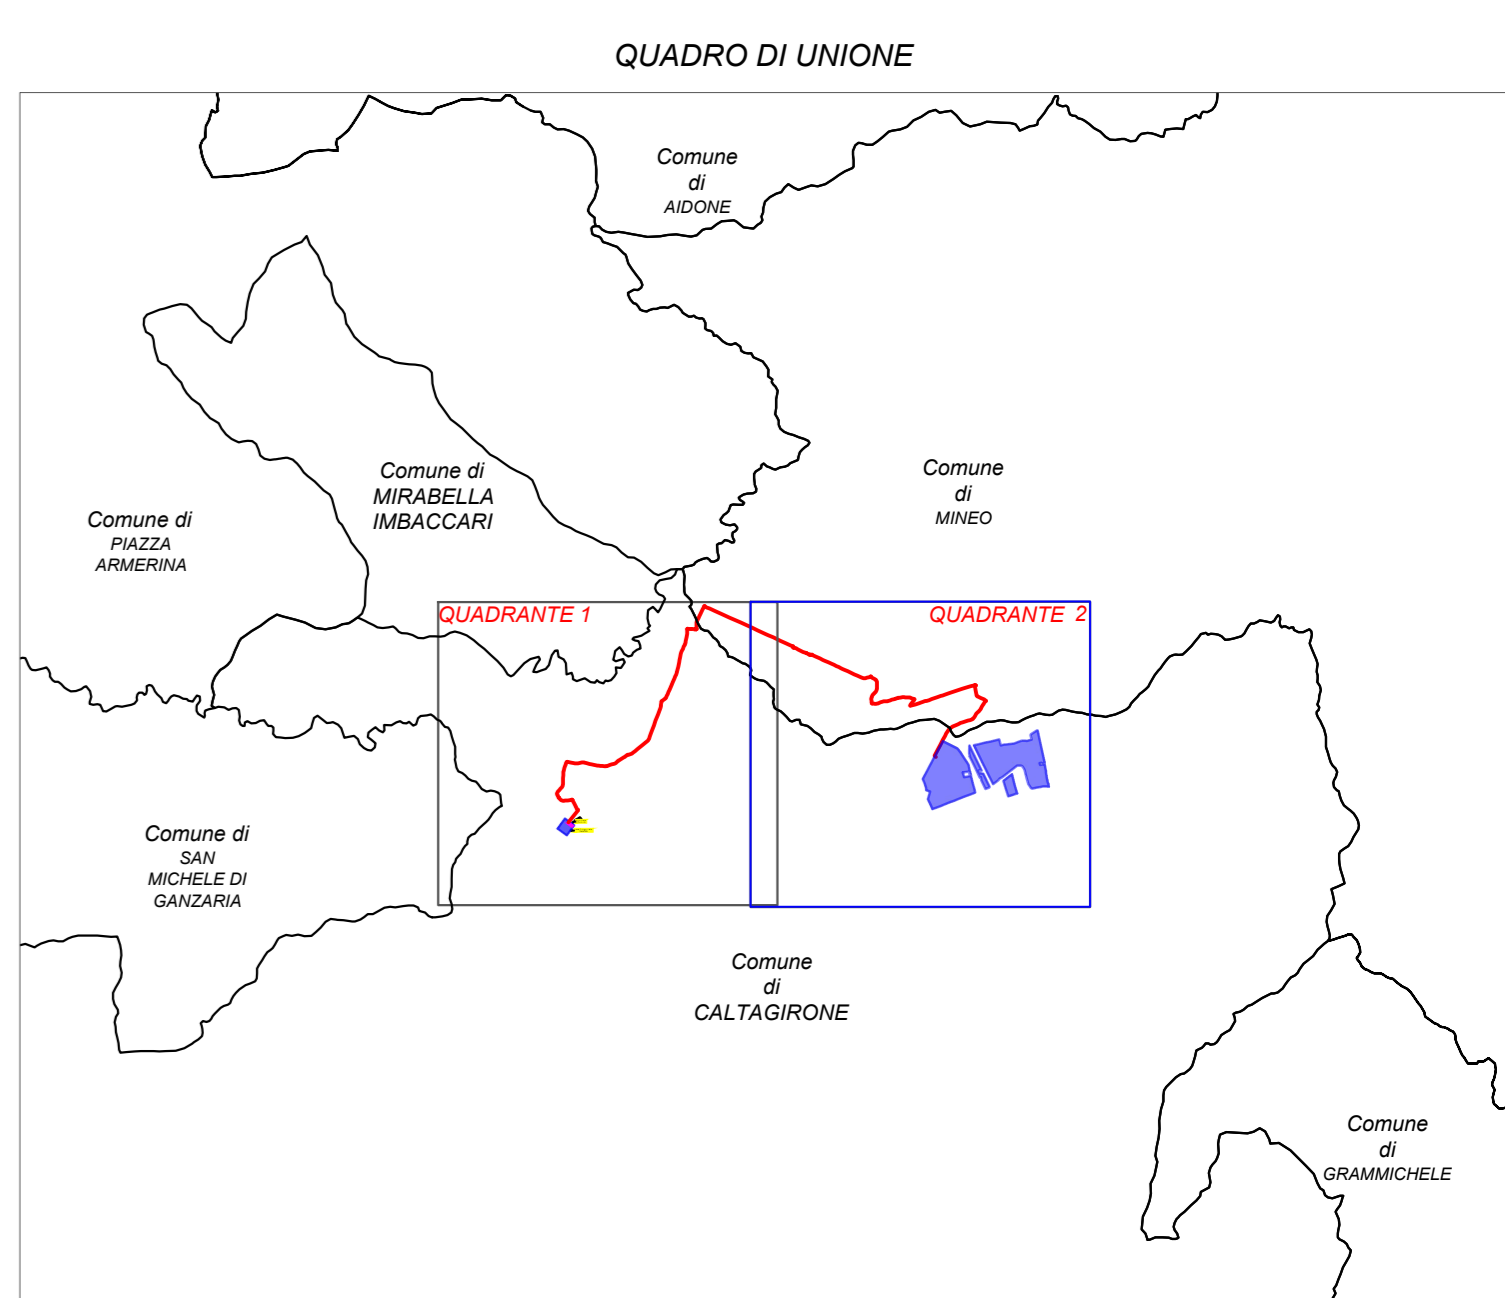 QUADRO DI UNIONE
Comune
di
AIDONE
Comune di
MIRABELLA
IMBACCARI
Comune
di
MINEO
Comune di
PIAZZA
ARMERINA
QUADRANTE 1
QUADRANTE 2
Comune di
SAN
MICHELE DI
GANZARIA
Comune
di
CALTAGIRONE
Comune
di
GRAMMICHELE